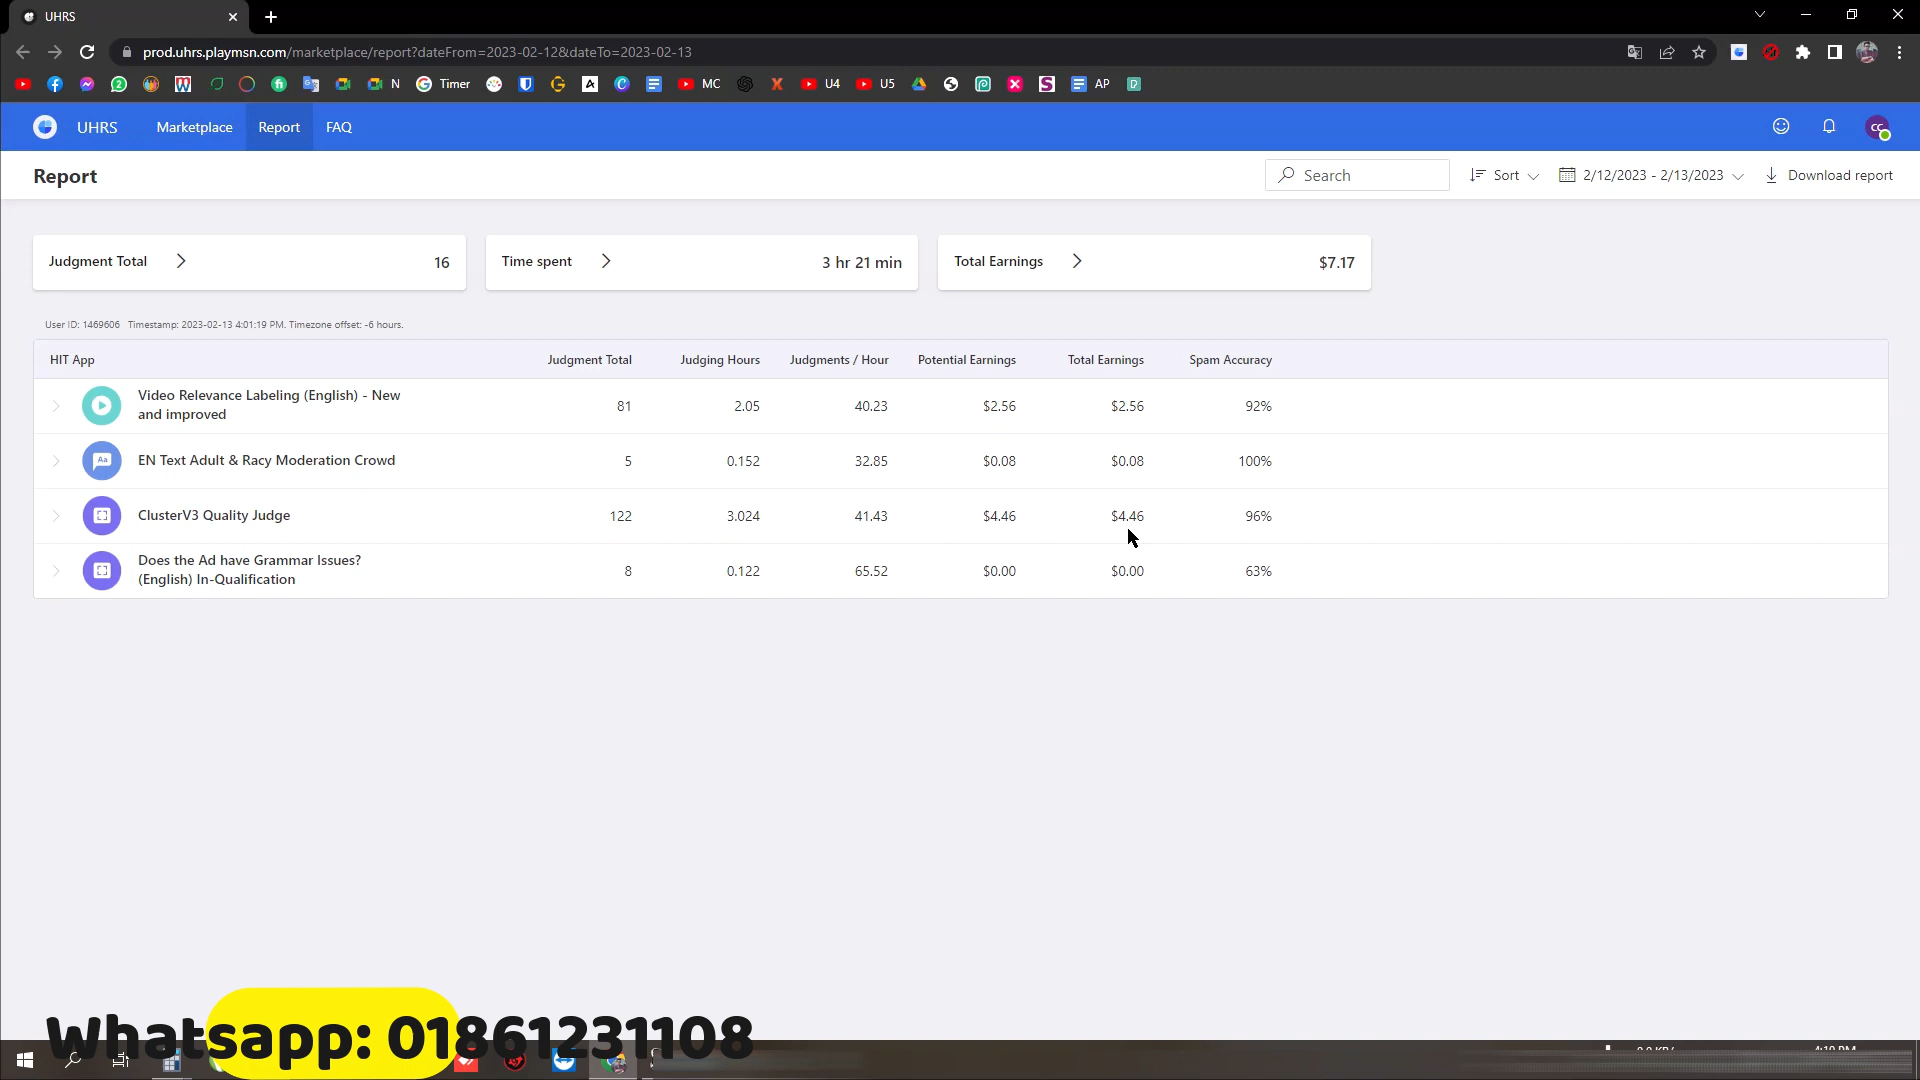 UHRS
prod.uhrs.playmsn.com/marketplace/report?dateFrom=2023-02-12&dateTo=2023-02-13
N Timer MC U4 U5 AP
UHRS Marketplace Report FAQ CC
Report Search Sort 2/12/2023 - 2/13/2023 Download report
Judgment Total 16 Time spent 3 hr 21 min Total Earnings $7.17
User ID: 1469606 Timestamp: 2023-02-13 4:01:19 PM. Timezone offset: -6 hours.
HIT App Judgment Total Judging Hours Judgments / Hour Potential Earnings Total Earnings Spam Accuracy
Video Relevance Labeling (English) - New
and improved 81 2.05 40.23 $2.56 $2.56 92%
EN Text Adult & Racy Moderation Crowd 5 0.152 32.85 $0.08 $0.08 100%
ClusterV3 Quality Judge 122 3.024 41.43 $4.46 $4.46 96%
Does the Ad have Grammar Issues?
(English) In-Qualification 8 0.122 65.52 $0.00 $0.00 63%
Whatsapp: 01861231108